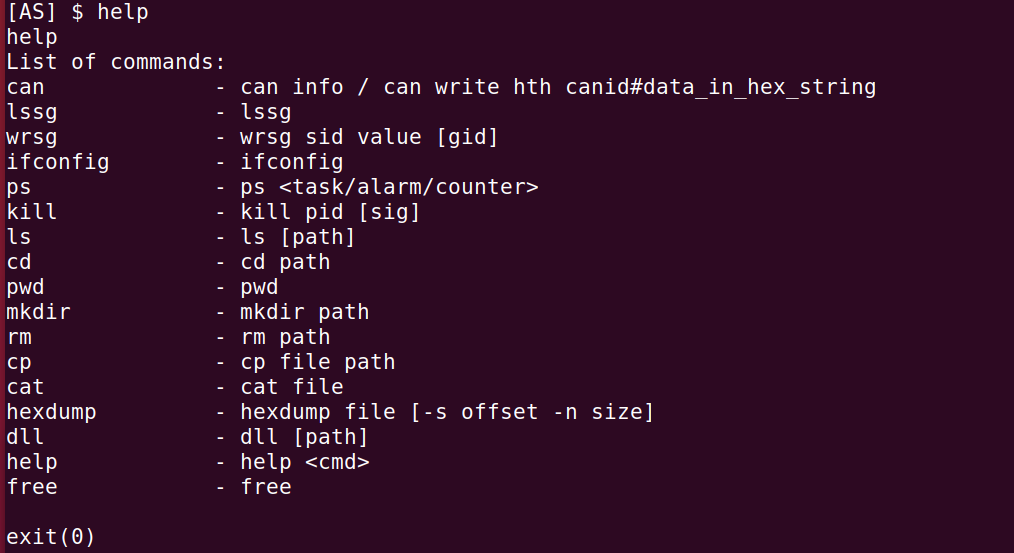 [AS] $ help
help
List of commands:
can - can info / can write hth canid#data_in_hex_string
lssg - lssg
wrsg - wrsg sid value [gid]
ifconfig - ifconfig
ps - ps <task/alarm/counter>
kill - kill pid [sig]
ls - ls [path]
cd - cd path
pwd - pwd
mkdir - mkdir path
rm - rm path
cp - cp file path
cat - cat file
hexdump - hexdump file [-s offset -n size]
dll - dll [path]
help - help <cmd>
free - free
exit(0)